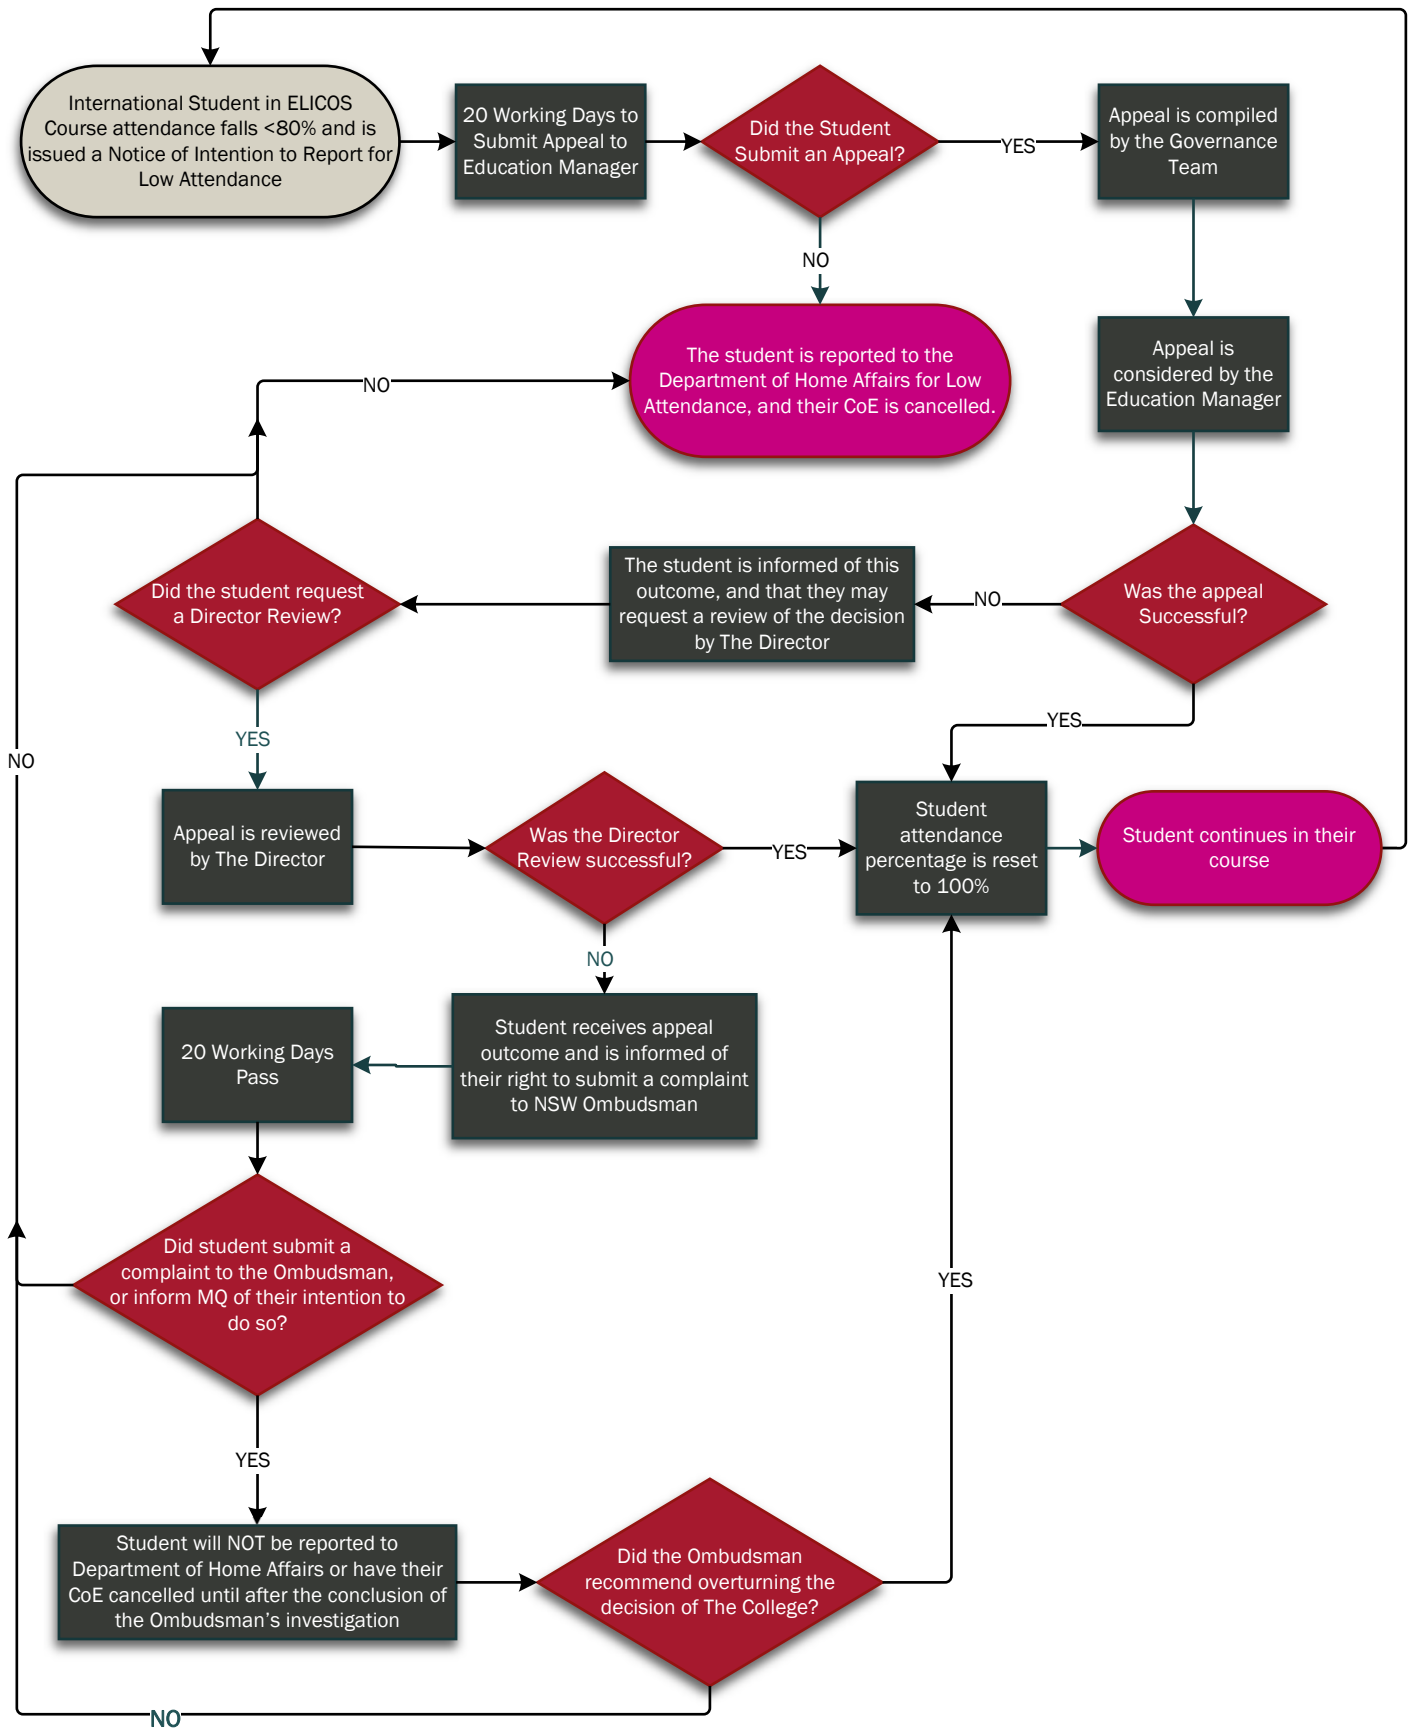 International Student in ELICOS
Course attendance falls <80% and is
issued a Notice of Intention to Report for
Low Attendance
20 Working Days to
Submit Appeal to
Education Manager
Did the Student
Submit an Appeal?
YES
Appeal is compiled
by the Governance
Team
NO
The student is reported to the
Department of Home Affairs for Low
Attendance, and their CoE is cancelled.
Appeal is
considered by the
Education Manager
NO
Was the appeal
Successful?
NO
The student is informed of this
outcome, and that they may
request a review of the decision
by The Director
Did the student request
a Director Review?
YES
YES
NO
Appeal is reviewed
by The Director
Was the Director
Review successful?
YES
Student
attendance
percentage is reset
to 100%
Student continues in their
course
NO
Student receives appeal
outcome and is informed of
their right to submit a complaint
to NSW Ombudsman
20 Working Days
Pass
Did student submit a
complaint to the Ombudsman,
or inform MQ of their intention to
do so?
YES
YES
Student will NOT be reported to
Department of Home Affairs or have their
CoE cancelled until after the conclusion of
the Ombudsman's investigation
Did the Ombudsman
recommend overturning the
decision of The College?
NO